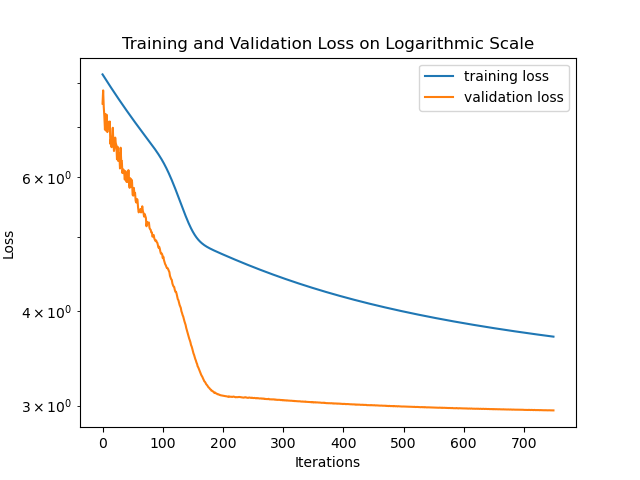 Training and Validation Loss on Logarithmic Scale
training loss
validation loss
6 × 10⁰
4 × 10⁰
3 × 10⁰
Loss
0 100 200 300 400 500 600 700
Iterations